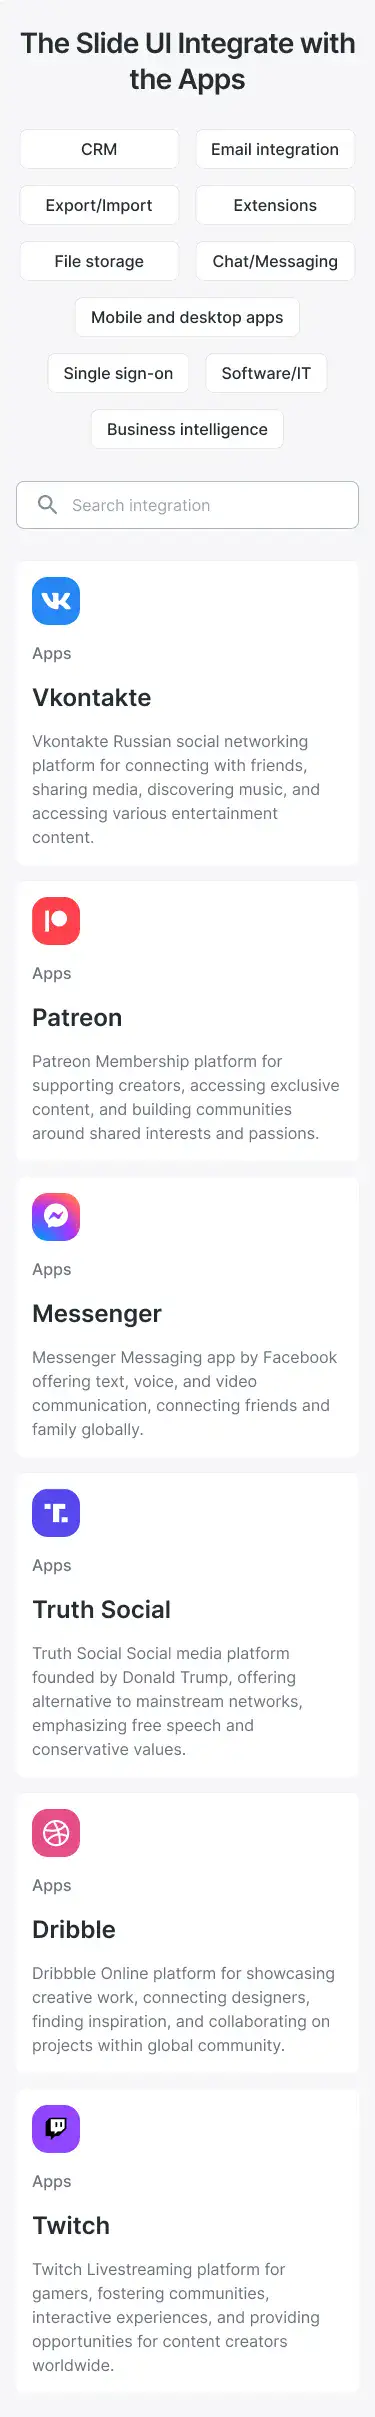 The Slide UI Integrate with
the Apps
CRM
Email integration
Export/Import
Extensions
File storage
Chat/Messaging
Mobile and desktop apps
Single sign-on
Software/IT
Business intelligence
Search integration
Apps
Vkontakte
Vkontakte Russian social networking
platform for connecting with friends,
sharing media, discovering music, and
accessing various entertainment
content.
Apps
Patreon
Patreon Membership platform for
supporting creators, accessing exclusive
content, and building communities
around shared interests and passions.
Apps
Messenger
Messenger Messaging app by Facebook
offering text, voice, and video
communication, connecting friends and
family globally.
Apps
Truth Social
Truth Social Social media platform
founded by Donald Trump, offering
alternative to mainstream networks,
emphasizing free speech and
conservative values.
Apps
Dribble
Dribbble Online platform for showcasing
creative work, connecting designers,
finding inspiration, and collaborating on
projects within global community.
Apps
Twitch
Twitch Livestreaming platform for
gamers, fostering communities,
interactive experiences, and providing
opportunities for content creators
worldwide.